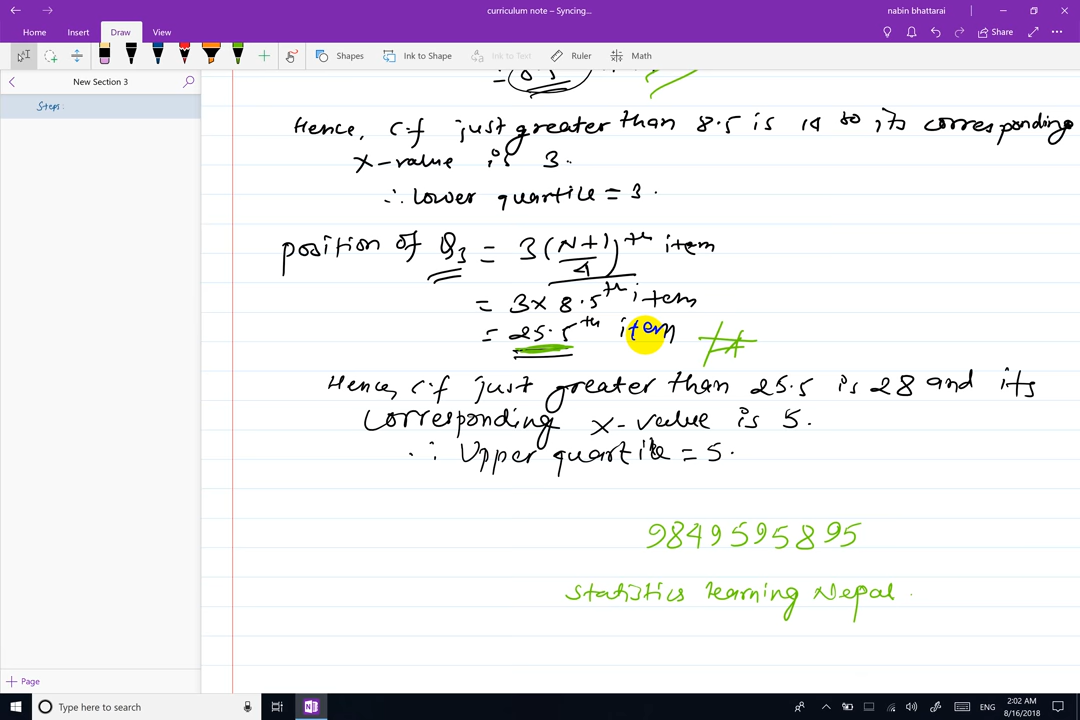 curriculum note – Syncing...
nabin bhattarai
Home Insert Draw View
Share
Shapes Ink to Shape Ink to Text Ruler Math
New Section 3
Steps:
Hence, c.f just greater than 8.5 is 14 so its corresponding
x-value is 3.
∴ lower quartile = 3.
position of Q3 = 3(N+1/4)th item
= 3 x 8.5th item
= 25.5th item
Hence, c.f just greater than 25.5 is 28 and its
corresponding x-value is 5.
∴ Upper quartile = 5.
9849595895
Statistics learning Nepal.
+ Page
Type here to search
ENG
2:02 AM
8/16/2018